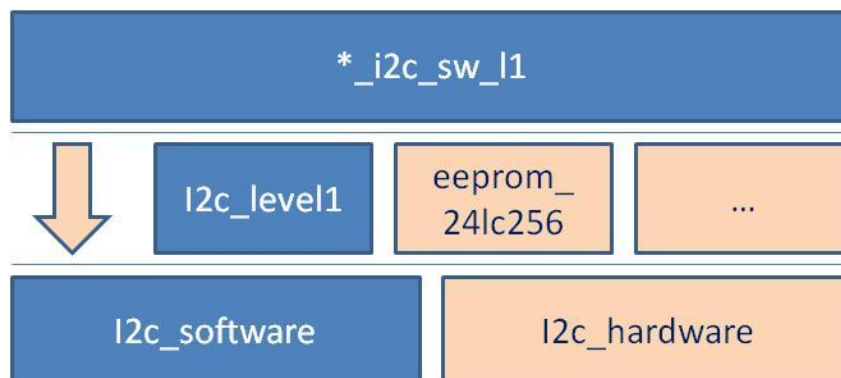 *_i2c_sw_l1
I2c_level1
eeprom_
24lc256
...
I2c_software
I2c_hardware